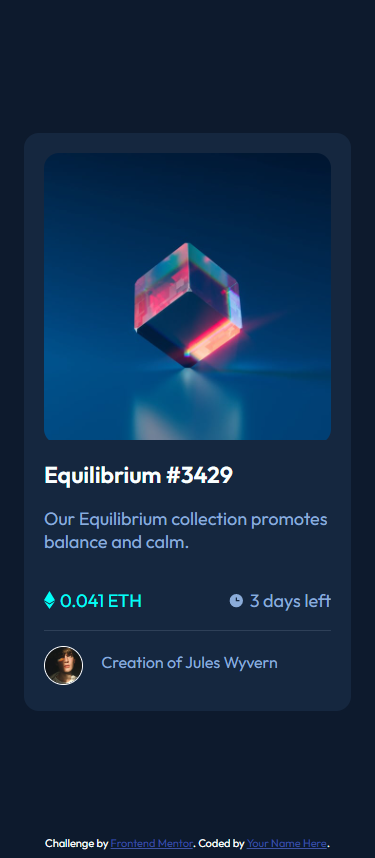 Equilibrium #3429
Our Equilibrium collection promotes
balance and calm.
0.041 ETH
3 days left
Creation of Jules Wyvern
Challenge by Frontend Mentor. Coded by Your Name Here.